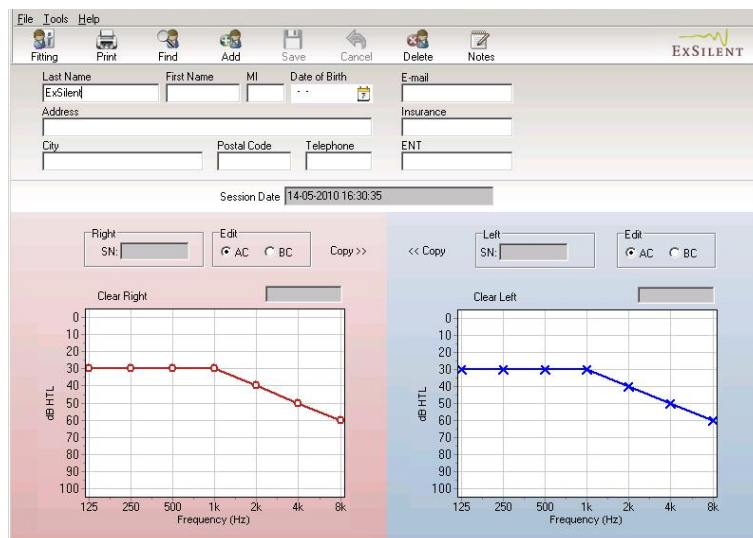 File Tools Help
Fitting Print Find Add Save Cancel Delete Notes
EXSILENT
Last Name First Name MI Date of Birth E-mail
ExSilent - - 7
Address Insurance
City Postal Code Telephone ENT
Session Date 14-05-2010 16:30:35
Right Edit Left Edit
SN: AC BC Copy >> << Copy SN: AC BC
Clear Right Clear Left
0 0
10 10
20 20
30 30
40 40
50 50
60 60
70 70
80 80
90 90
100 100
dB HTL dB HTL
125 250 500 1k 2k 4k 8k 125 250 500 1k 2k 4k 8k
Frequency (Hz) Frequency (Hz)